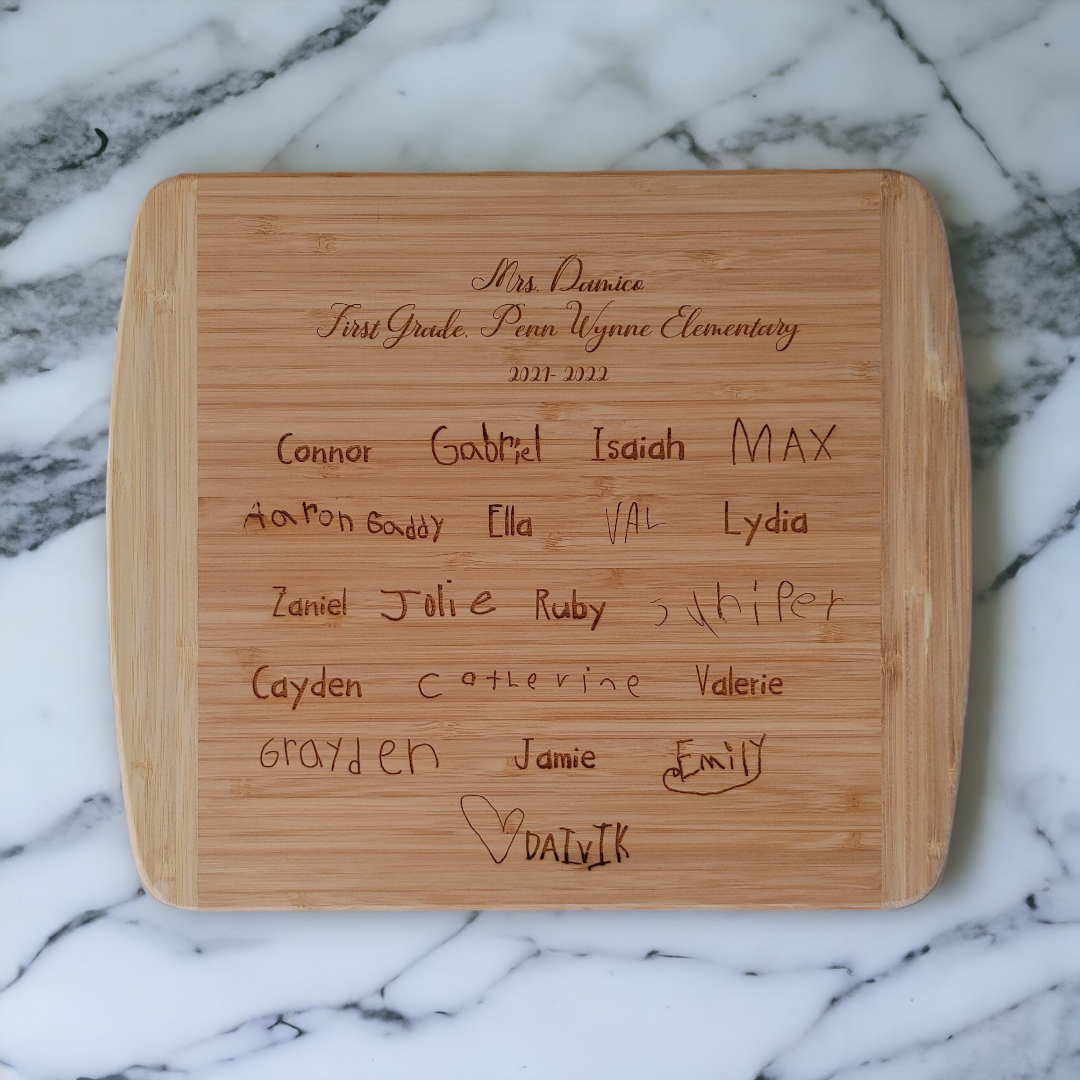 Mrs. Damico
First Grade, Penn Wynne Elementary
2021-2022
Connor Gabriel Isaiah MAX
Aaron Gaddy Ella VAL Lydia
Zaniel Jolie Ruby Juniper
Cayden Catherine Valerie
Grayden Jamie Emily
DAIVIK